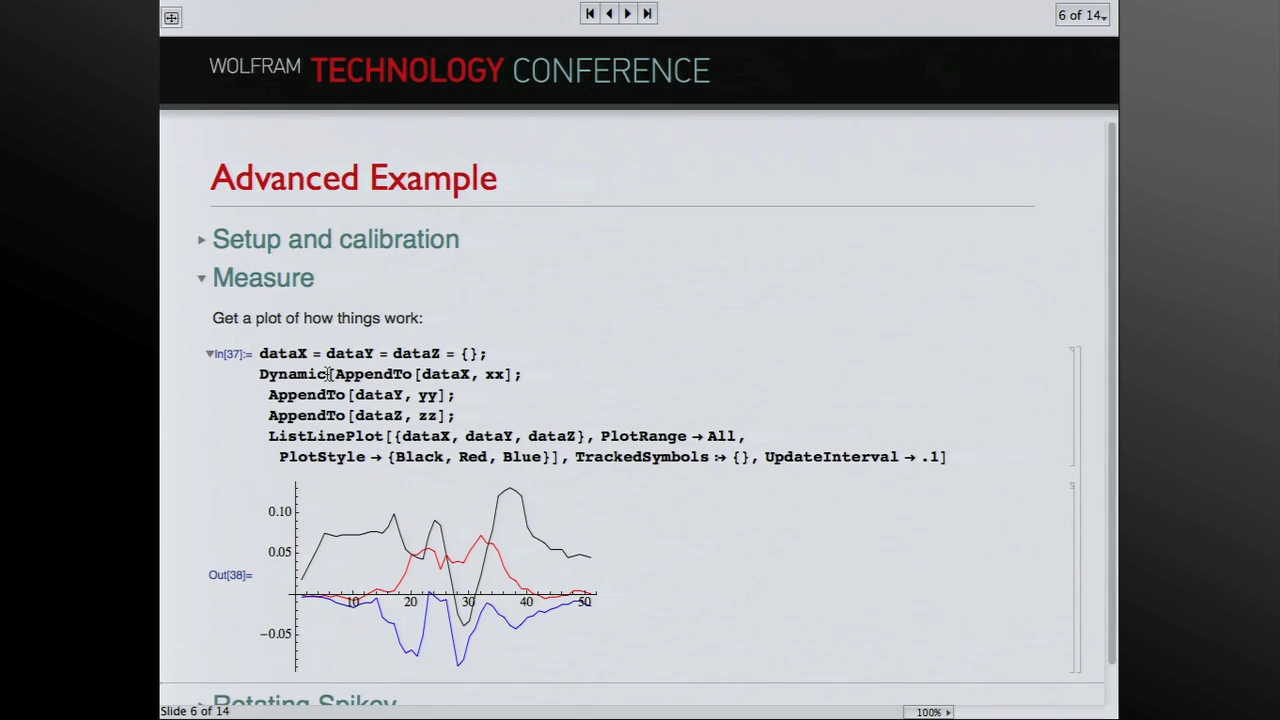 6 of 14
WOLFRAM TECHNOLOGY CONFERENCE
Advanced Example
Setup and calibration
Measure
Get a plot of how things work:
In[37]:= dataX = dataY = dataZ = {};
Dynamic[AppendTo[dataX, xx];
AppendTo[dataY, yy];
AppendTo[dataZ, zz];
ListLinePlot[{dataX, dataY, dataZ}, PlotRange → All,
PlotStyle → {Black, Red, Blue}], TrackedSymbols :→ {}, UpdateInterval → .1]
0.10
0.05
Out[38]=
10 20 30 40 50
−0.05
Rotating Spikey
Slide 6 of 14
100%